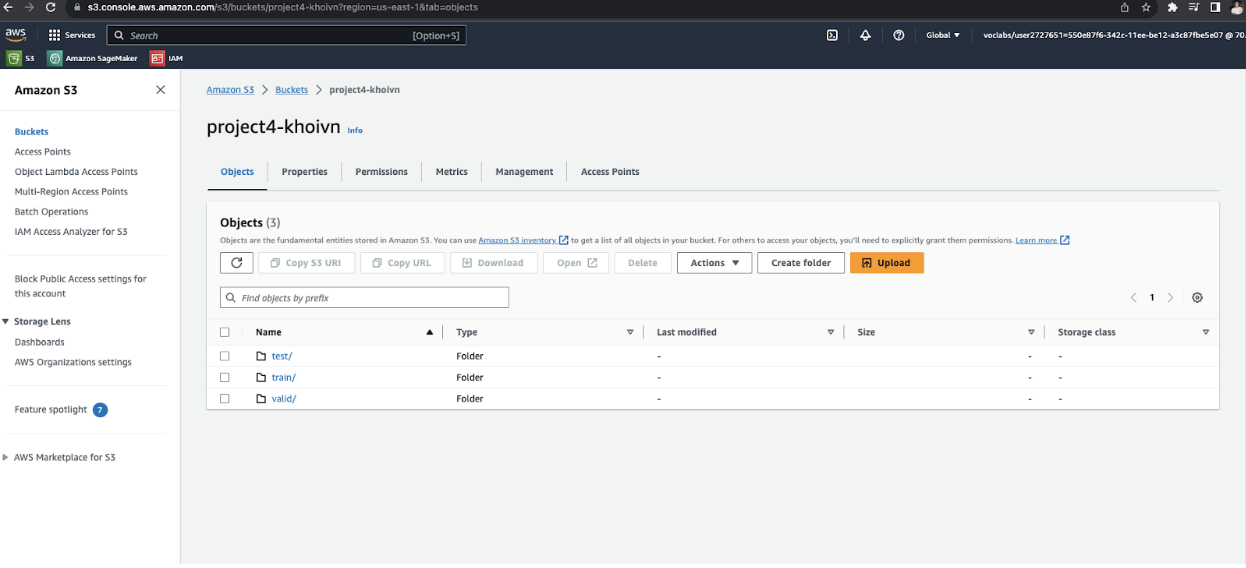 s3.console.aws.amazon.com/s3/buckets/project4-khoivn?region=us-east-1&tab=objects
aws Services Search [Option+S] Global voclabs/user2727651=550e87f6-342c-11ee-be12-a3c87fbe5e07 @ 70.
S3 Amazon SageMaker IAM
Amazon S3
Buckets
Access Points
Object Lambda Access Points
Multi-Region Access Points
Batch Operations
IAM Access Analyzer for S3
Block Public Access settings for
this account
Storage Lens
Dashboards
AWS Organizations settings
Feature spotlight 7
AWS Marketplace for S3
Amazon S3 Buckets project4-khoivn
project4-khoivn Info
Objects Properties Permissions Metrics Management Access Points
Objects (3)
Objects are the fundamental entities stored in Amazon S3. You can use Amazon S3 inventory to get a list of all objects in your bucket. For others to access your objects, you'll need to explicitly grant them permissions. Learn more
Copy S3 URI Copy URL Download Open Delete Actions Create folder Upload
Find objects by prefix 1
Name Type Last modified Size Storage class
test/ Folder - - -
train/ Folder - - -
valid/ Folder - - -